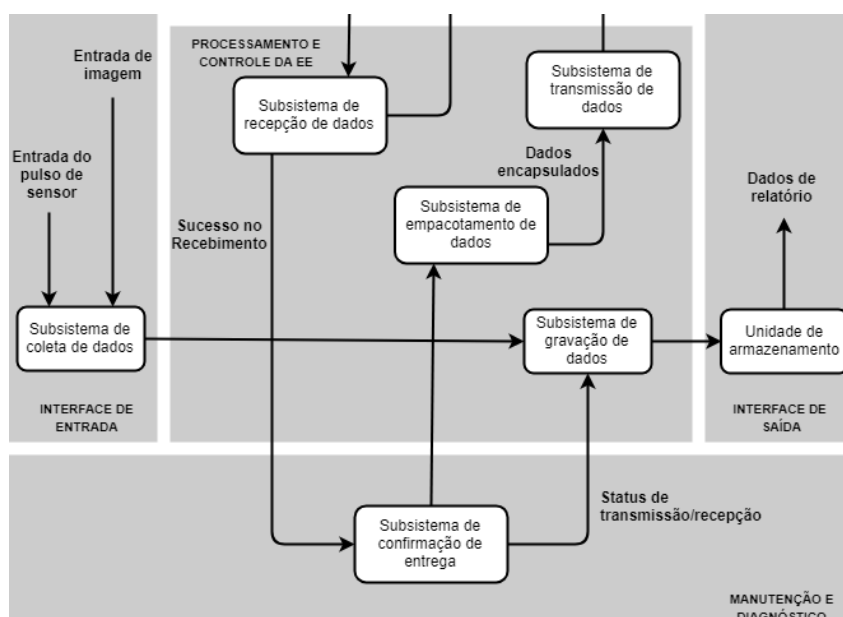 Entrada de
imagem
PROCESSAMENTO E
CONTROLE DA EE
Subsistema de
recepção de dados
Subsistema de
transmissão de
dados
Entrada do
pulso de
sensor
Dados
encapsulados
Dados de
relatório
Sucesso no
Recebimento
Subsistema de
empacotamento de
dados
Subsistema de
coleta de dados
Subsistema de
gravação de
dados
Unidade de
armazenamento
INTERFACE DE
ENTRADA
INTERFACE DE
SAÍDA
Status de
transmissão/recepção
Subsistema de
confirmação de
entrega
MANUTENÇÃO E
DIAGNÓSTICO